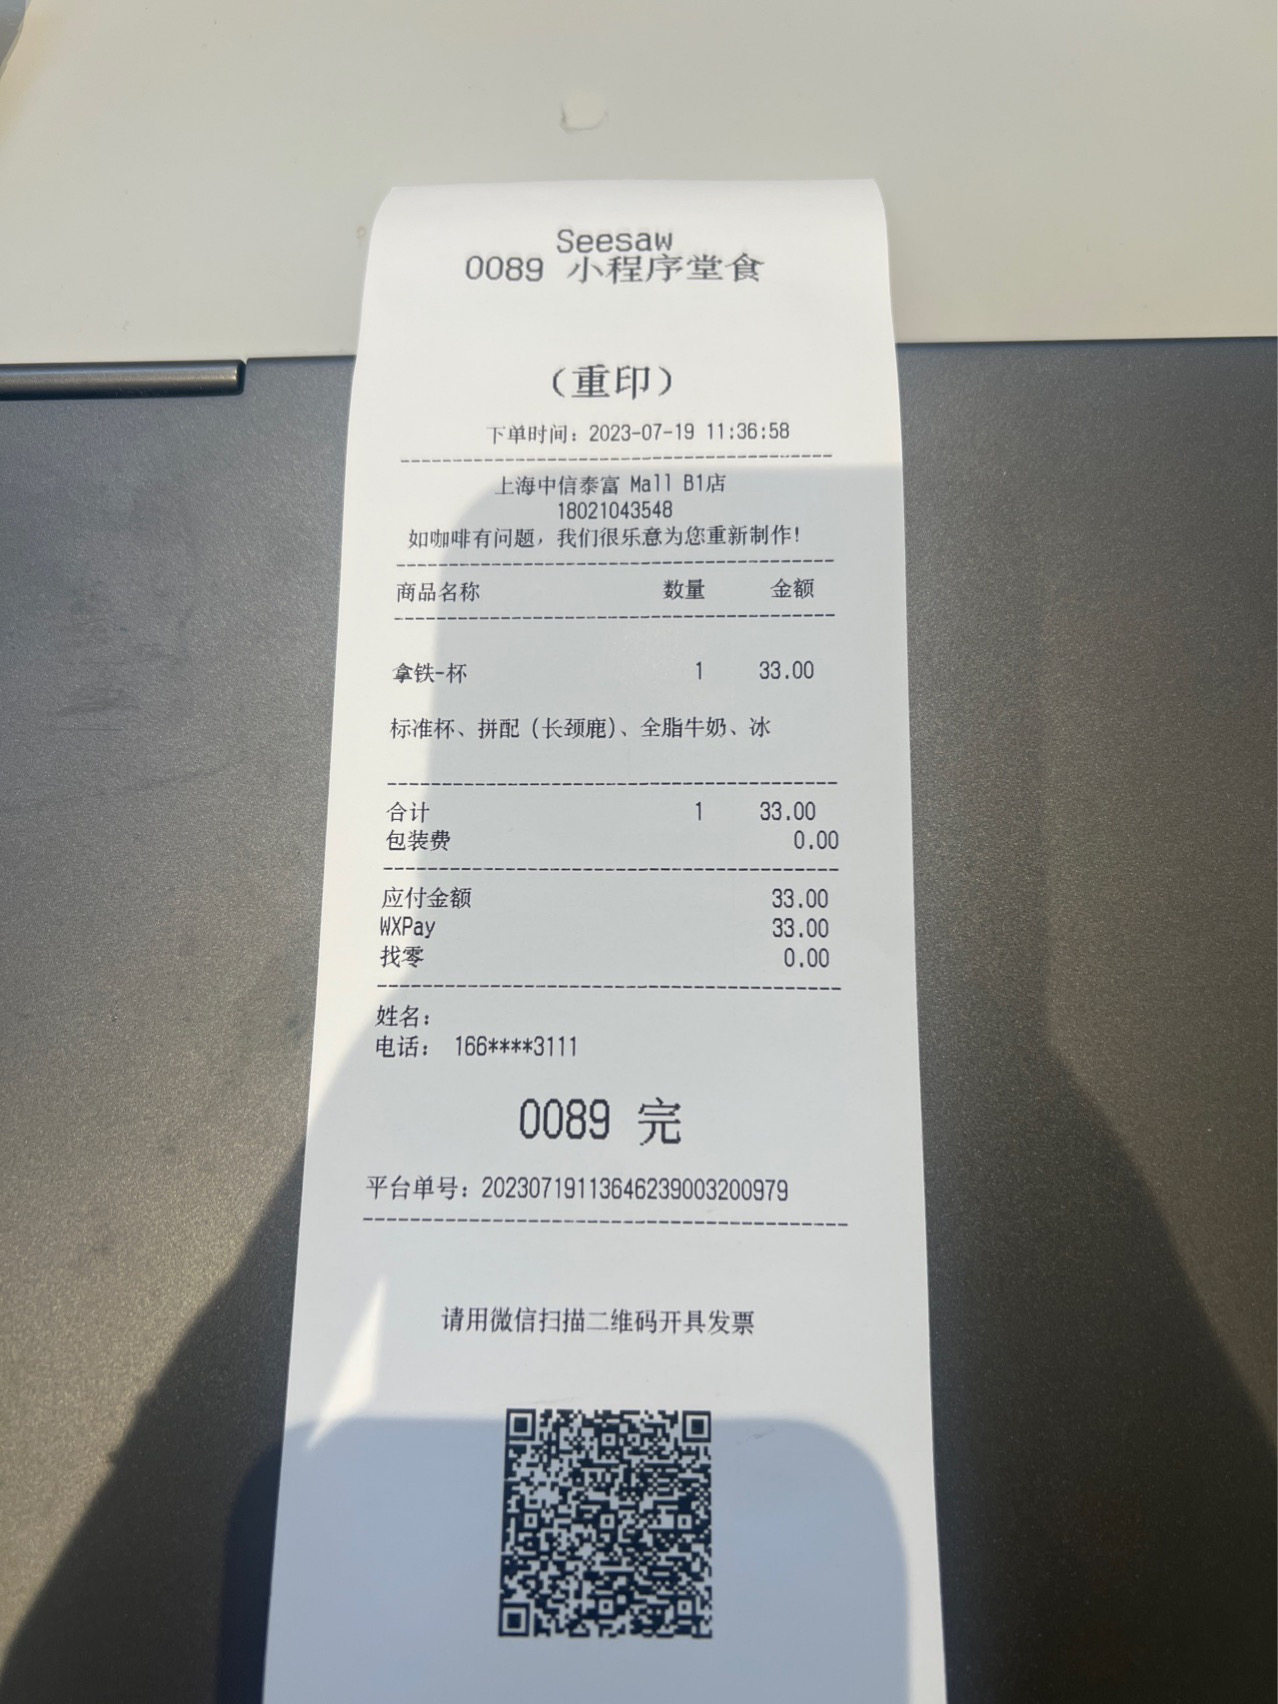 Seesaw
0089 小程序堂食
（重印）
下单时间：2023-07-19 11:36:58
上海中信泰富 Mall B1店
18021043548
如咖啡有问题，我们很乐意为您重新制作！
商品名称 数量 金额
拿铁-杯 1 33.00
标准杯、拼配（长颈鹿）、全脂牛奶、冰
合计 1 33.00
包装费 0.00
应付金额 33.00
WXPay 33.00
找零 0.00
姓名：
电话： 166****3111
0089 完
平台单号：202307191136462390032​00979
请用微信扫描二维码开具发票